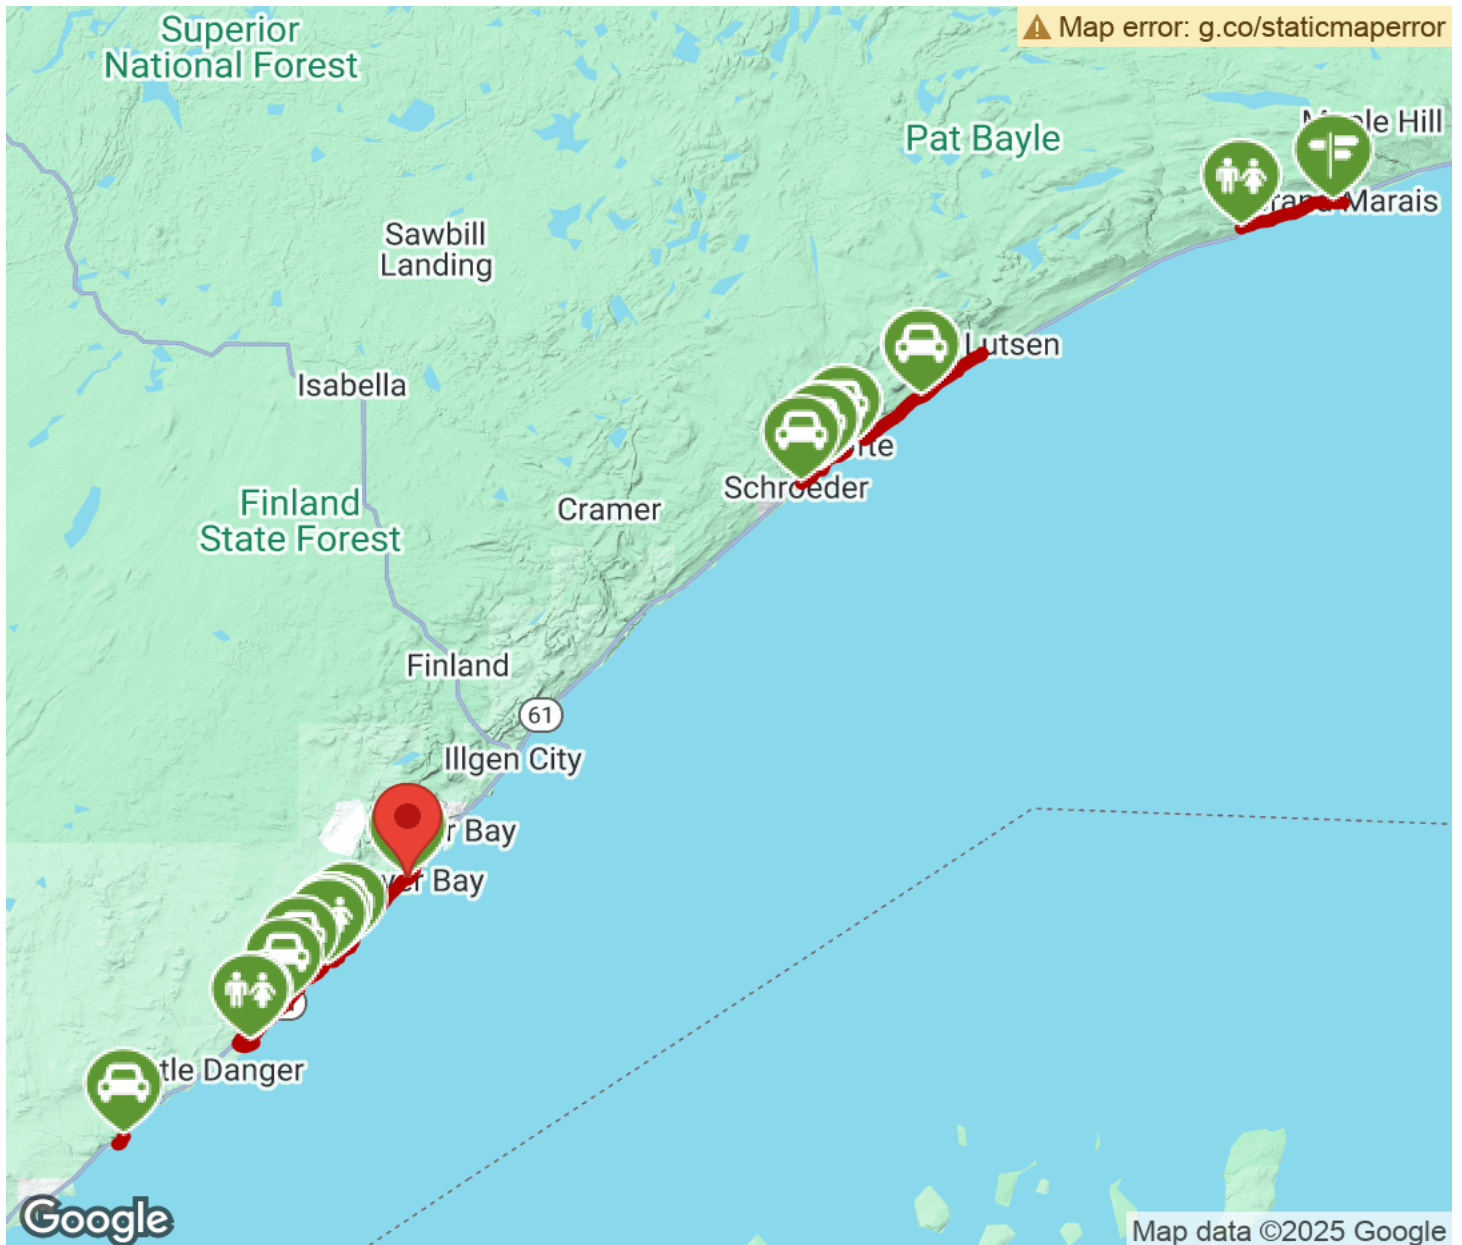 Superior
National Forest
Map error: g.co/staticmaperror
Pat Bayle
Hill
Marais
Sawbill
Landing
Lutsen
Isabella
Schroeder
Finland
State Forest
Cramer
Finland
61
Illgen City
Bay
Bay
Danger
Google
Map data ©2025 Google